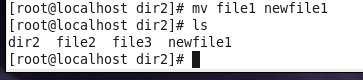 [root@localhost dir2]# mv file1 newfile1
[root@localhost dir2]# ls
dir2  file2  file3  newfile1
[root@localhost dir2]#